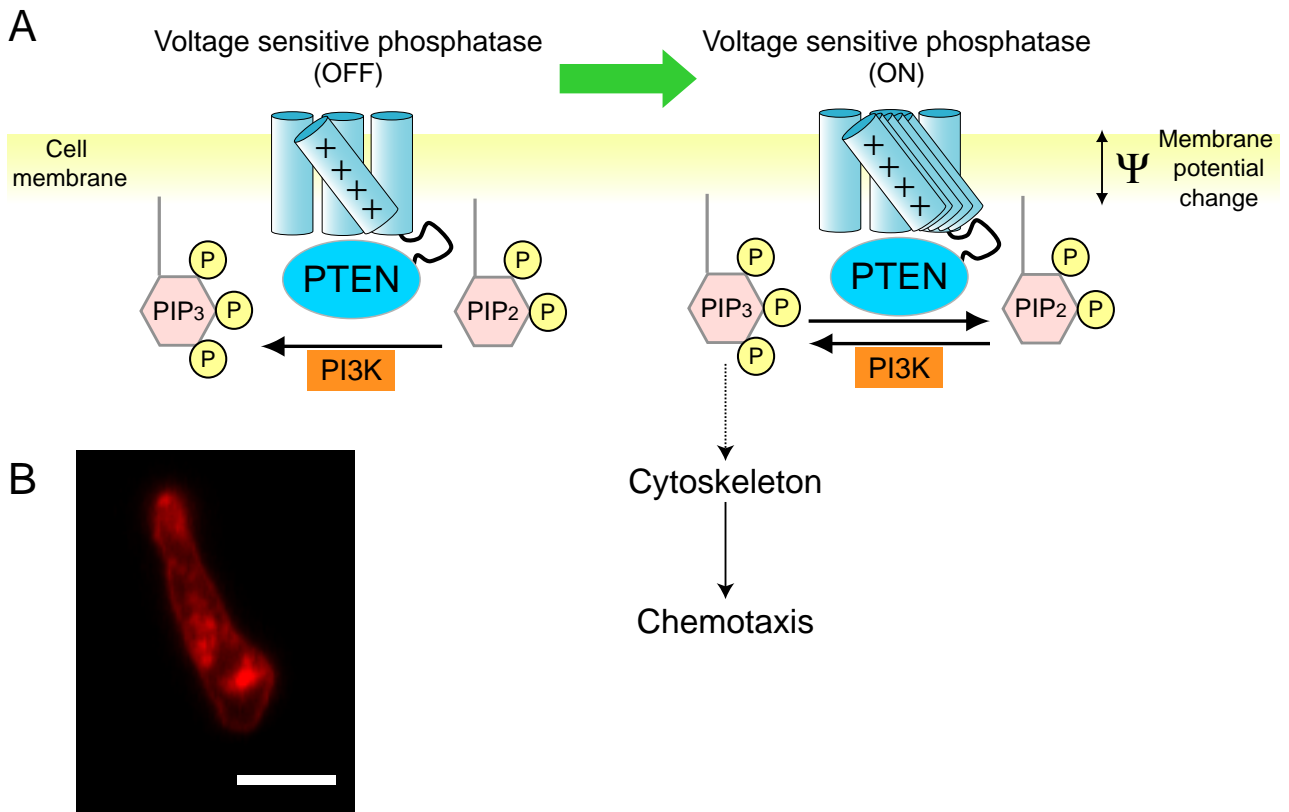 A
Voltage sensitive phosphatase
(OFF)
Voltage sensitive phosphatase
(ON)
Cell
membrane
+
+
+
+
+
+
+
+
Ψ
Membrane
potential
change
PTEN
PIP3
P
P
P
PIP2
P
P
PI3K
PTEN
PIP3
P
P
P
PIP2
P
P
PI3K
Cytoskeleton
Chemotaxis
B